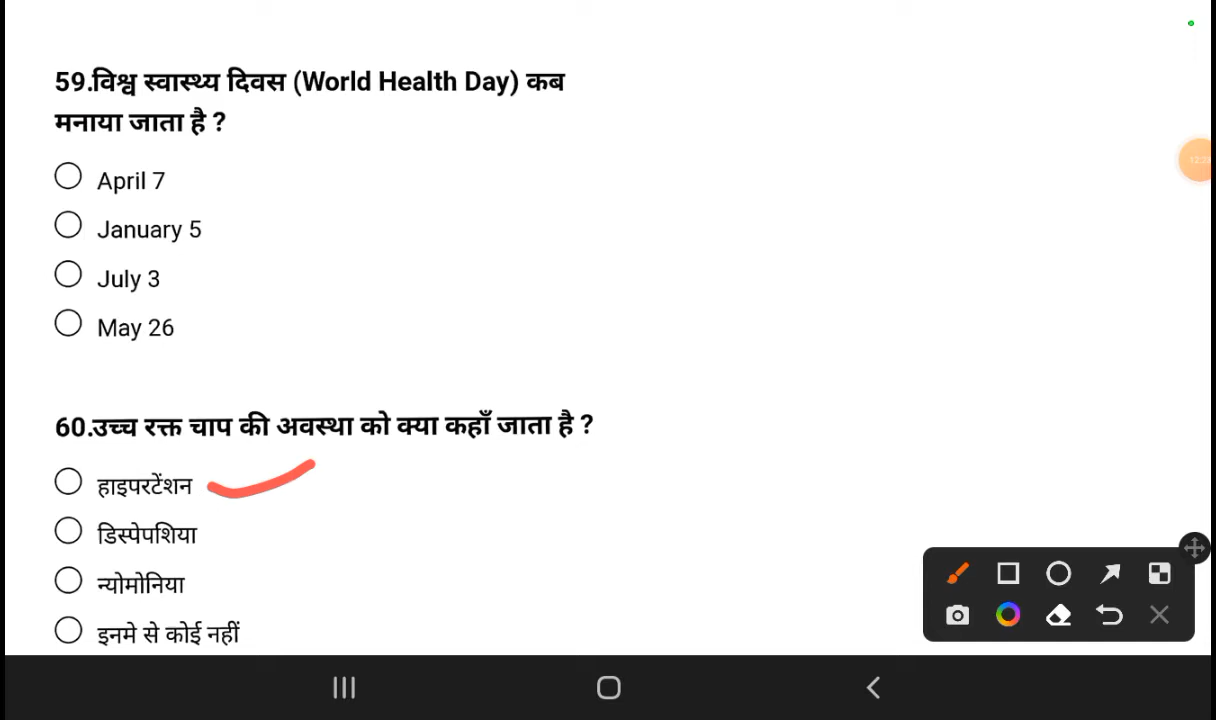 59.विश्व स्वास्थ्य दिवस (World Health Day) कब
मनाया जाता है ?
April 7
January 5
July 3
May 26
60.उच्च रक्त चाप की अवस्था को क्या कहाँ जाता है ?
हाइपरटेंशन
डिस्पेपशिया
न्योमोनिया
इनमे से कोई नहीं